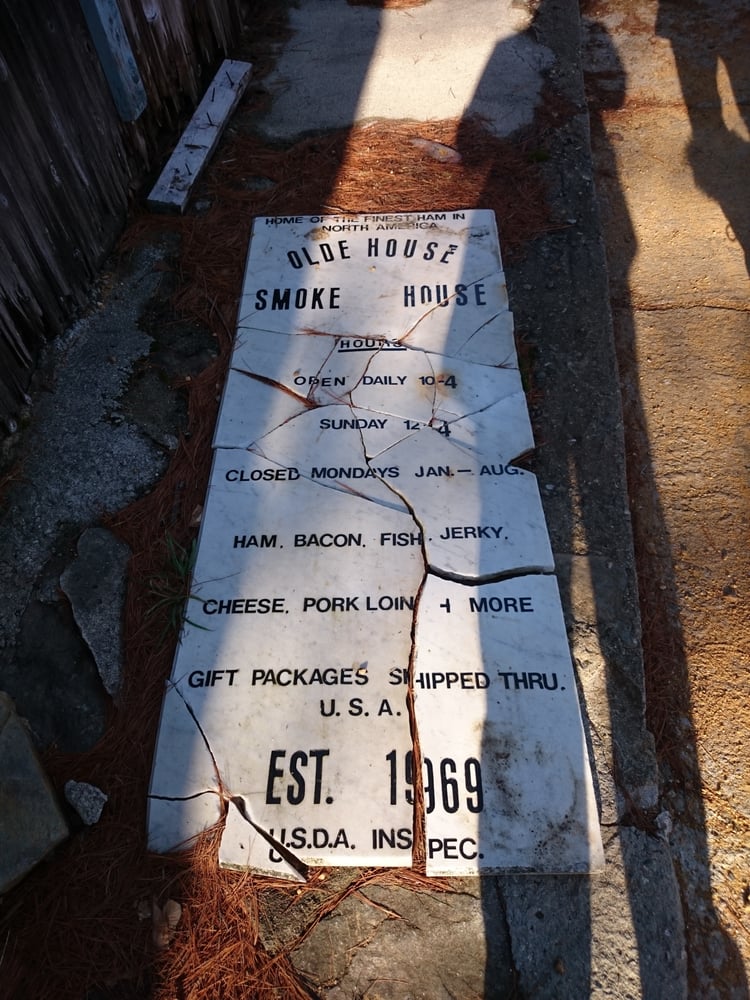 HOME OF THE FINEST HAM IN
NORTH AMERICA
OLDE HOUSE
SMOKE HOUSE
HOURS
OPEN DAILY 10-4
SUNDAY 12-4
CLOSED MONDAYS JAN.-AUG.
HAM, BACON, FISH, JERKY,
CHEESE, PORK LOIN + MORE
GIFT PACKAGES SHIPPED THRU.
U.S.A.
EST. 1969
U.S.D.A. INSPEC.